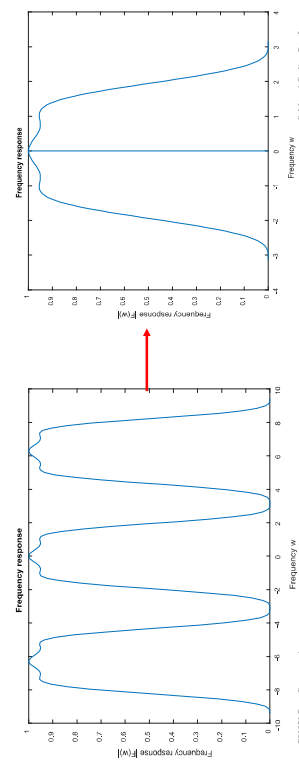 Frequency response
1
0.9
0.8
0.7
0.6
0.5
0.4
0.3
0.2
0.1
0
Frequency response |F(w)|
-10 -8 -6 -4 -2 0 2 4 6 8 10
Frequency w
Frequency response
1
0.9
0.8
0.7
0.6
0.5
0.4
0.3
0.2
0.1
0
Frequency response |F(w)|
-4 -3 -2 -1 0 1 2 3 4
Frequency w